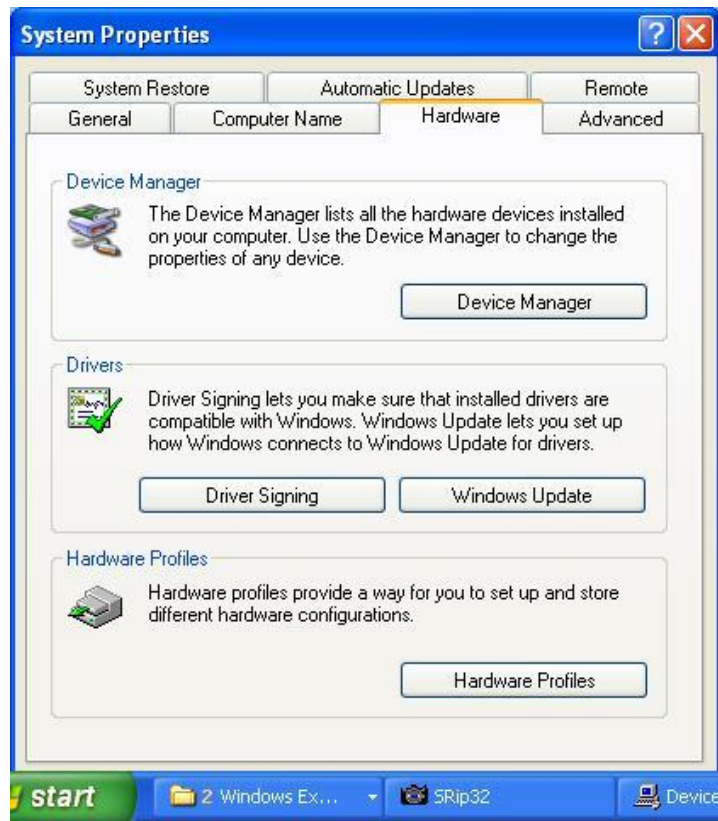 System Properties
System Restore
Automatic Updates
Remote
General
Computer Name
Hardware
Advanced
Device Manager
The Device Manager lists all the hardware devices installed
on your computer. Use the Device Manager to change the
properties of any device.
Device Manager
Drivers
Driver Signing lets you make sure that installed drivers are
compatible with Windows. Windows Update lets you set up
how Windows connects to Windows Update for drivers.
Driver Signing
Windows Update
Hardware Profiles
Hardware profiles provide a way for you to set up and store
different hardware configurations.
Hardware Profiles
start
2 Windows Ex...
SRip32
Device